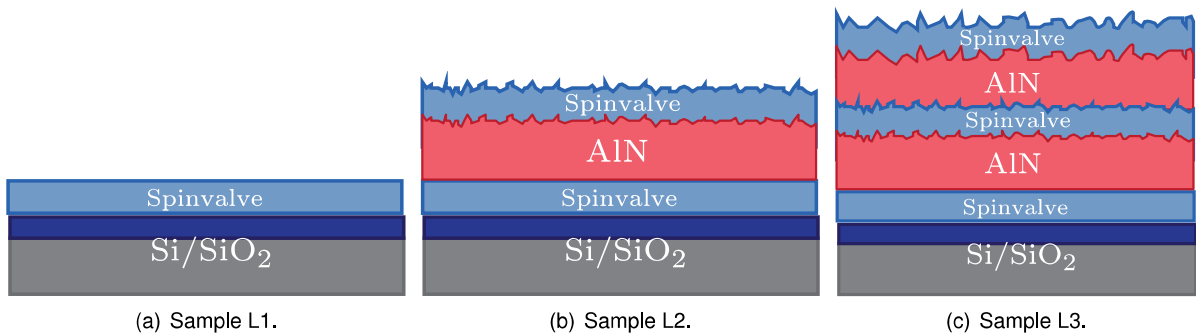 Spinvalve
Si/SiO₂
(a) Sample L1.
Spinvalve
AlN
Spinvalve
Si/SiO₂
(b) Sample L2.
Spinvalve
AlN
Spinvalve
AlN
Spinvalve
Si/SiO₂
(c) Sample L3.